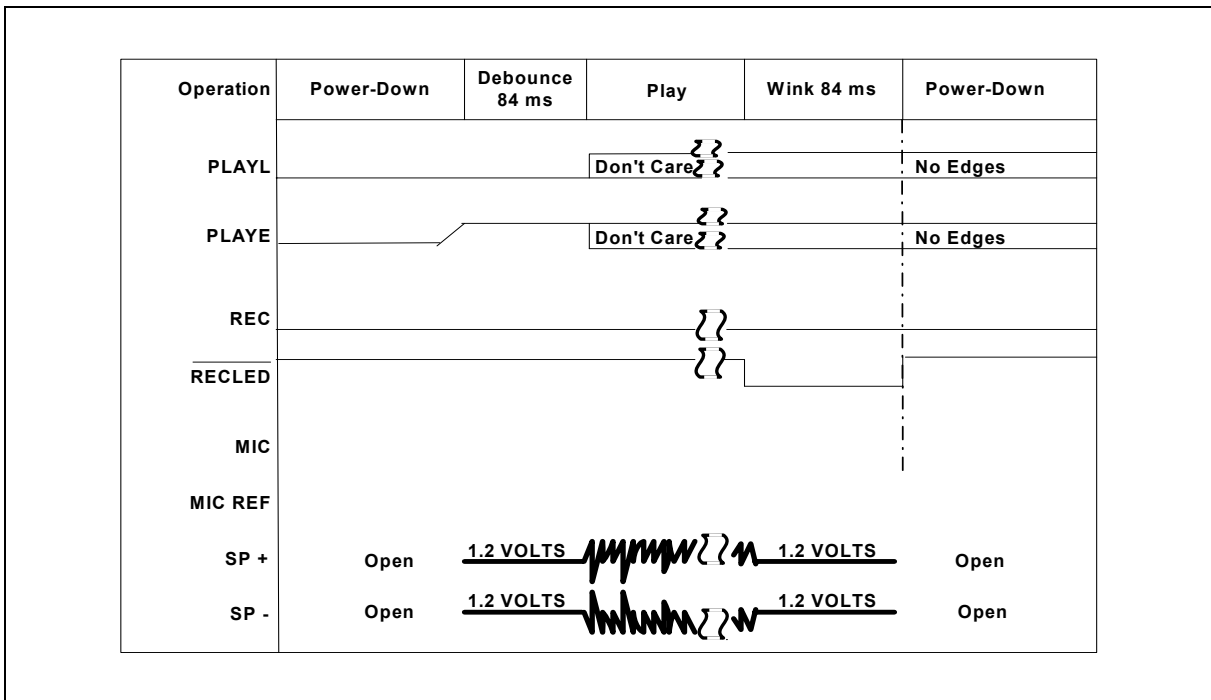 Operation Power-Down Debounce 84 ms Play Wink 84 ms Power-Down
PLAYL Don't Care No Edges
PLAYE Don't Care No Edges
REC
RECLED
MIC
MIC REF
SP + Open 1.2 VOLTS 1.2 VOLTS Open
SP - Open 1.2 VOLTS 1.2 VOLTS Open